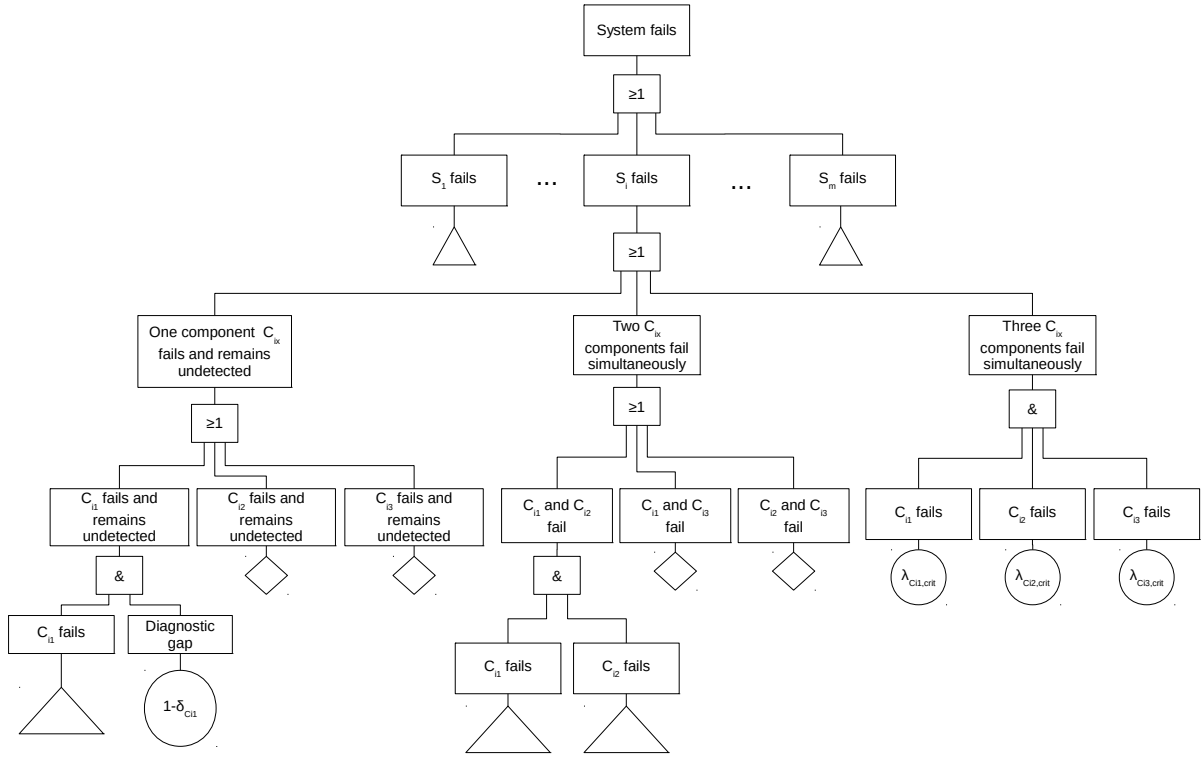 System fails
≥1
S₁ fails
...
Sᵢ fails
...
Sₘ fails
≥1
One component Cᵢₓ
fails and remains
undetected
Two Cᵢₓ
components fail
simultaneously
Three Cᵢₓ
components fail
simultaneously
≥1
≥1
&
Cᵢ₁ fails and
remains
undetected
Cᵢ₂ fails and
remains
undetected
Cᵢ₃ fails and
remains
undetected
Cᵢ₁ and Cᵢ₂
fail
Cᵢ₁ and Cᵢ₃
fail
Cᵢ₂ and Cᵢ₃
fail
Cᵢ₁ fails
Cᵢ₂ fails
Cᵢ₃ fails
&
&
λCi1,crit
λCi2,crit
λCi3,crit
Cᵢ₁ fails
Diagnostic
gap
Cᵢ₁ fails
Cᵢ₂ fails
1-δCi1